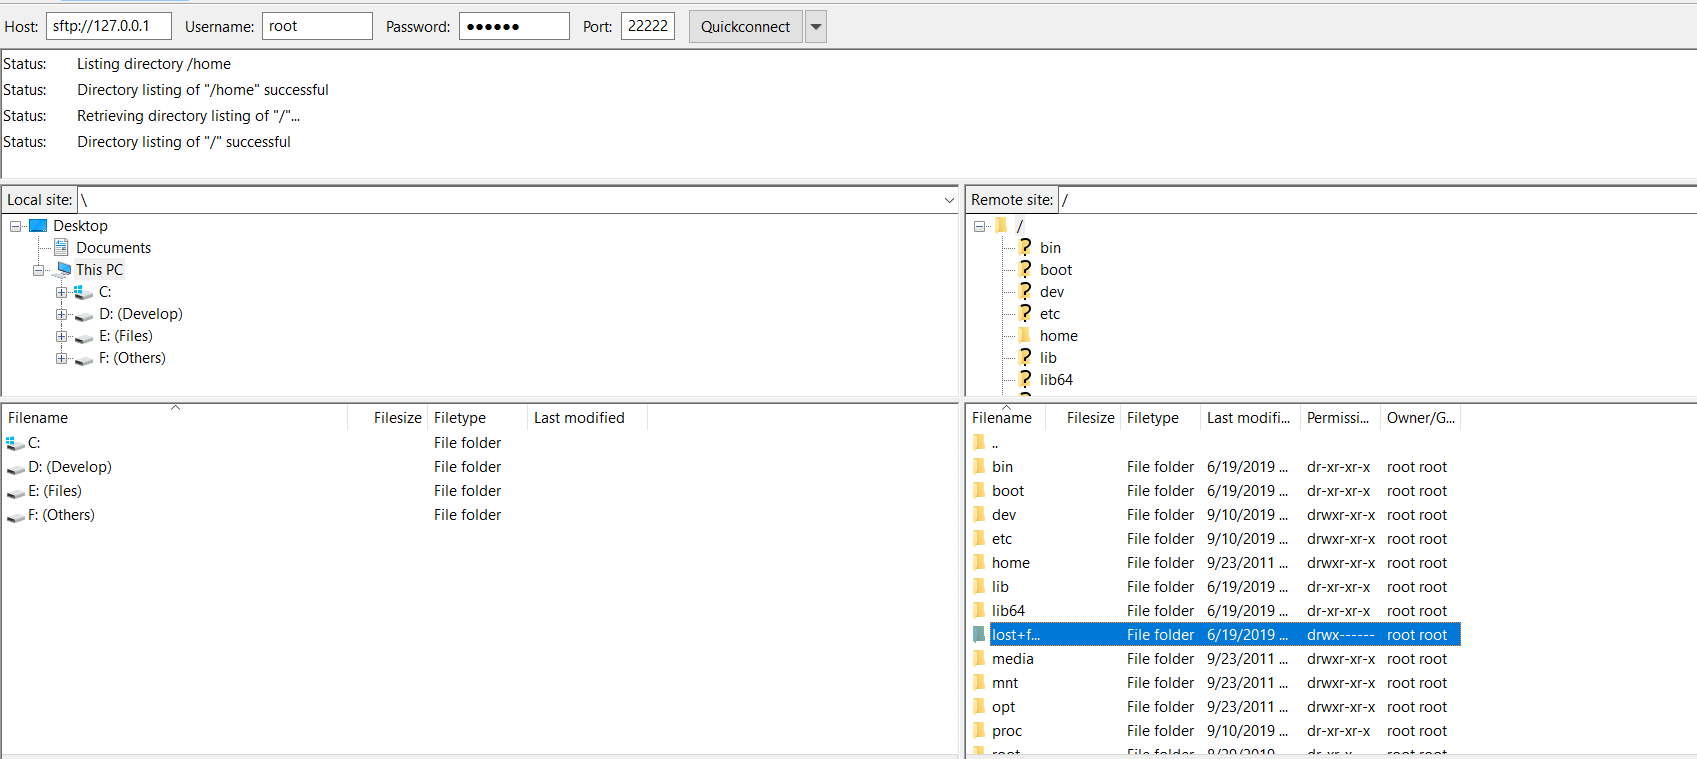 Host: sftp://127.0.0.1 Username: root Password: ●●●●●● Port: 22222 Quickconnect
Status: Listing directory /home
Status: Directory listing of "/home" successful
Status: Retrieving directory listing of "/"...
Status: Directory listing of "/" successful
Local site: \
Desktop
Documents
This PC
C:
D: (Develop)
E: (Files)
F: (Others)
Remote site: /
/
? bin
? boot
? dev
? etc
home
? lib
? lib64
Filename Filesize Filetype Last modified
C: File folder
D: (Develop) File folder
E: (Files) File folder
F: (Others) File folder
Filename Filesize Filetype Last modifi... Permissi... Owner/G...
..
bin File folder 6/19/2019 ... dr-xr-xr-x root root
boot File folder 6/19/2019 ... dr-xr-xr-x root root
dev File folder 9/10/2019 ... drwxr-xr-x root root
etc File folder 9/10/2019 ... drwxr-xr-x root root
home File folder 9/23/2011 ... drwxr-xr-x root root
lib File folder 6/19/2019 ... dr-xr-xr-x root root
lib64 File folder 6/19/2019 ... dr-xr-xr-x root root
lost+f... File folder 6/19/2019 ... drwx------ root root
media File folder 9/23/2011 ... drwxr-xr-x root root
mnt File folder 9/23/2011 ... drwxr-xr-x root root
opt File folder 9/23/2011 ... drwxr-xr-x root root
proc File folder 9/10/2019 ... dr-xr-xr-x root root